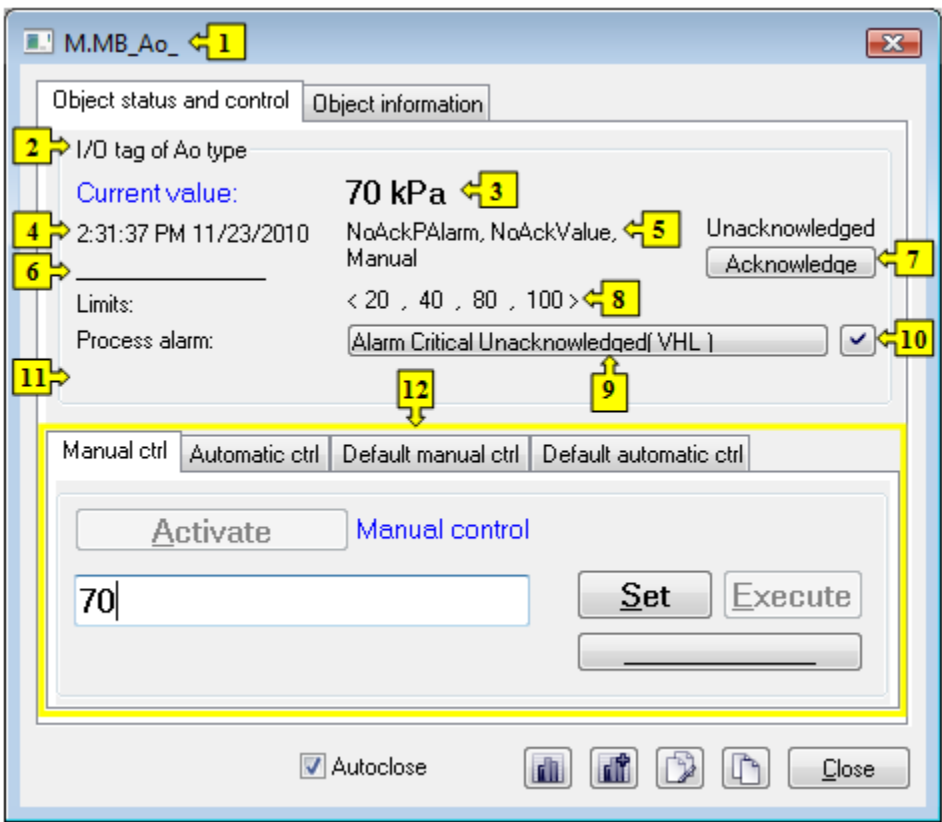 M.MB_Ao_ 1
Object status and control Object information
2 I/O tag of Ao type
Current value: 70 kPa 3
4 2:31:37 PM 11/23/2010 NoAckPAlarm, NoAckValue, 5 Unacknowledged
6 Manual Acknowledge 7
Limits: < 20 , 40 , 80 , 100 > 8
Process alarm: Alarm Critical Unacknowledged( VHL ) 10
11 12 9
Manual ctrl Automatic ctrl Default manual ctrl Default automatic ctrl
Activate Manual control
70 Set Execute
Autoclose Close